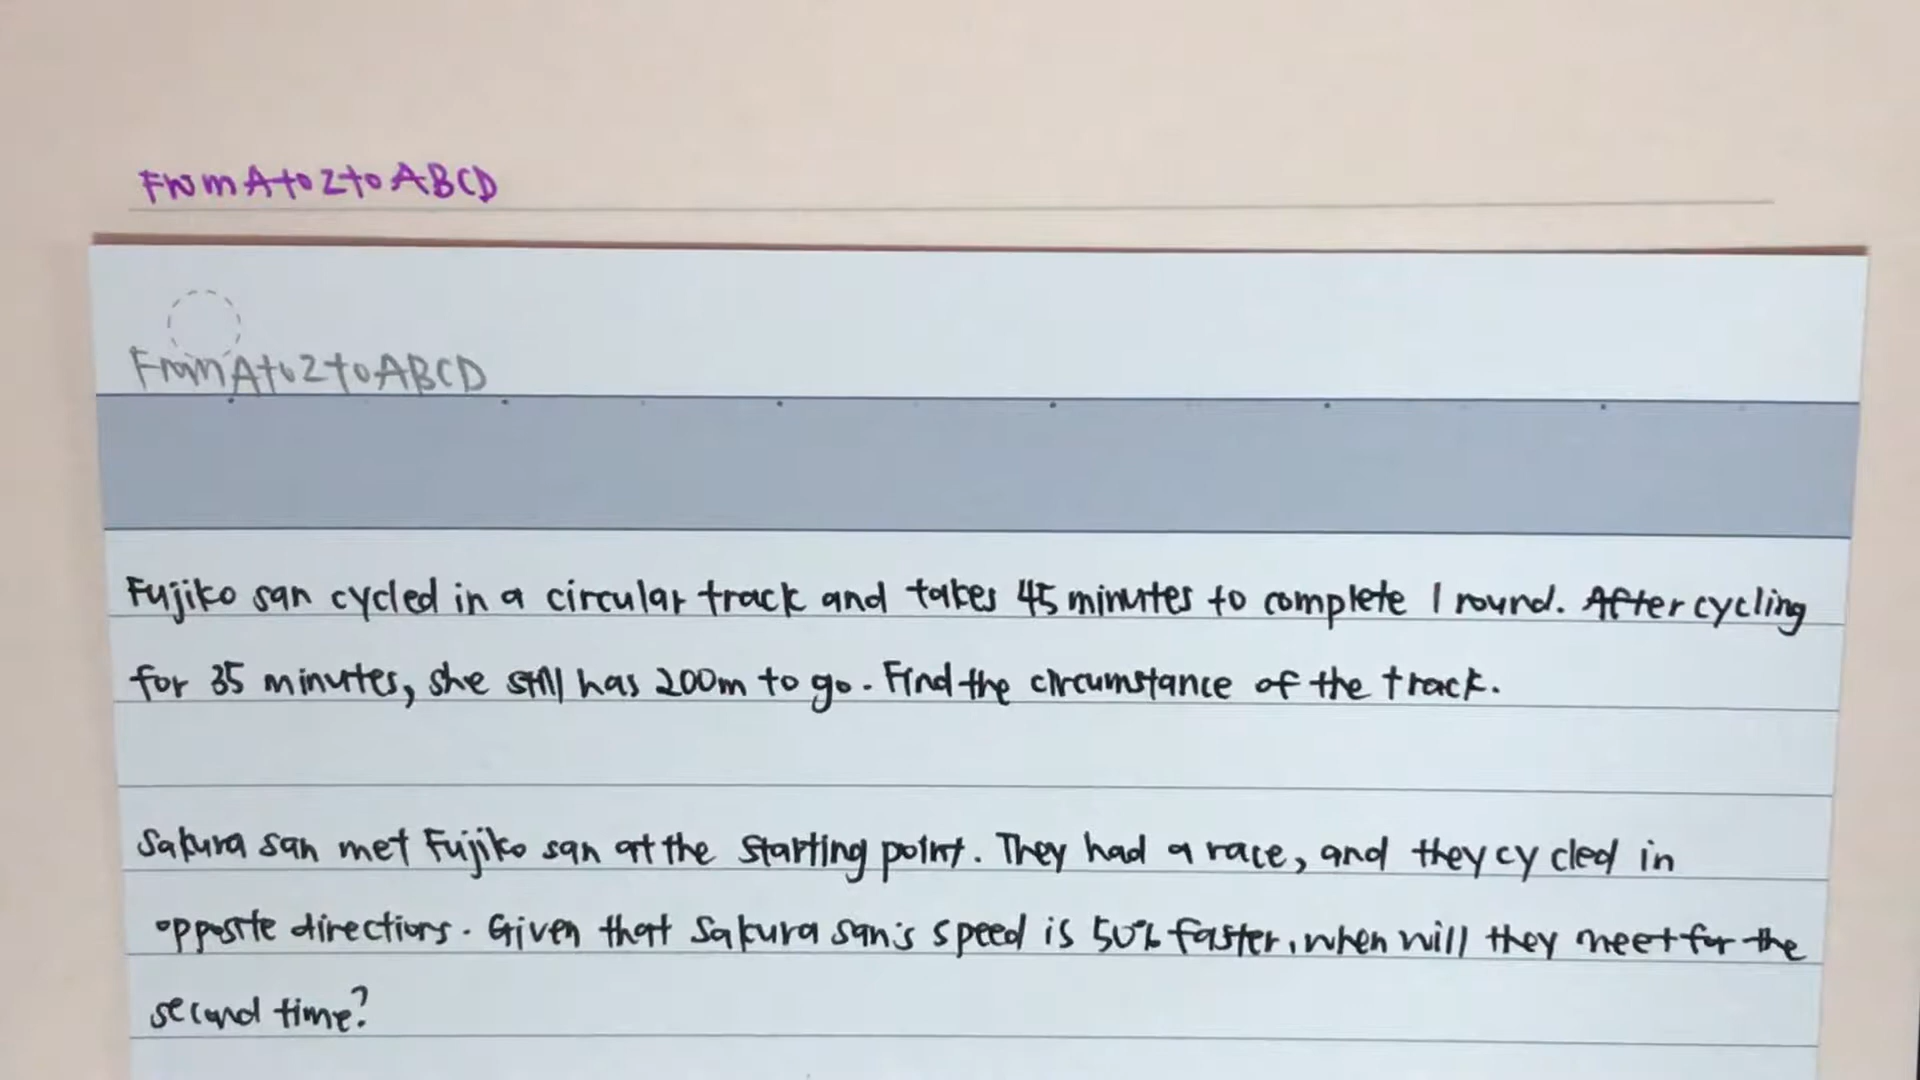 From A to Z to ABCD
From A to Z to ABCD
Fujiko san cycled in a circular track and takes 45 minutes to complete 1 round. After cycling
for 35 minutes, she still has 200m to go. Find the circumstance of the track.
Sakura san met Fujiko san at the starting point. They had a race, and they cycled in
opposite directions. Given that Sakura san's speed is 50% faster, when will they meet for the
second time?